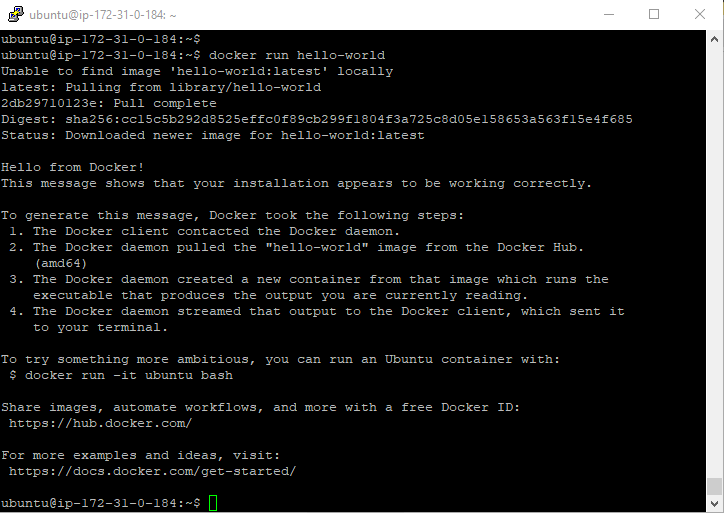 ubuntu@ip-172-31-0-184: ~
ubuntu@ip-172-31-0-184:~$
ubuntu@ip-172-31-0-184:~$ docker run hello-world
Unable to find image 'hello-world:latest' locally
latest: Pulling from library/hello-world
2db29710123e: Pull complete
Digest: sha256:cc15c5b292d8525effc0f89cb299f1804f3a725c8d05e158653a563f15e4f685
Status: Downloaded newer image for hello-world:latest

Hello from Docker!
This message shows that your installation appears to be working correctly.

To generate this message, Docker took the following steps:
 1. The Docker client contacted the Docker daemon.
 2. The Docker daemon pulled the "hello-world" image from the Docker Hub.
    (amd64)
 3. The Docker daemon created a new container from that image which runs the
    executable that produces the output you are currently reading.
 4. The Docker daemon streamed that output to the Docker client, which sent it
    to your terminal.

To try something more ambitious, you can run an Ubuntu container with:
 $ docker run -it ubuntu bash

Share images, automate workflows, and more with a free Docker ID:
 https://hub.docker.com/

For more examples and ideas, visit:
 https://docs.docker.com/get-started/

ubuntu@ip-172-31-0-184:~$